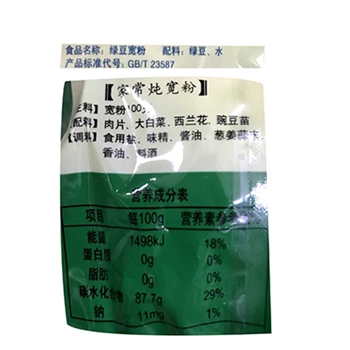 食品名称：绿豆宽粉 配料：绿豆、水
产品标准代号：GB/T 23587
【家常炖宽粉】
【主料】宽粉100克
【配料】肉片、大白菜、西兰花、豌豆苗
【调料】食用盐、味精、酱油、葱姜蒜末
香油、料酒
营养成分表
项目 每100g 营养素参考
能量 1498kJ 18%
蛋白质 0g 0%
脂肪 0g 0%
碳水化合物 87.7g 29%
钠 11mg 1%